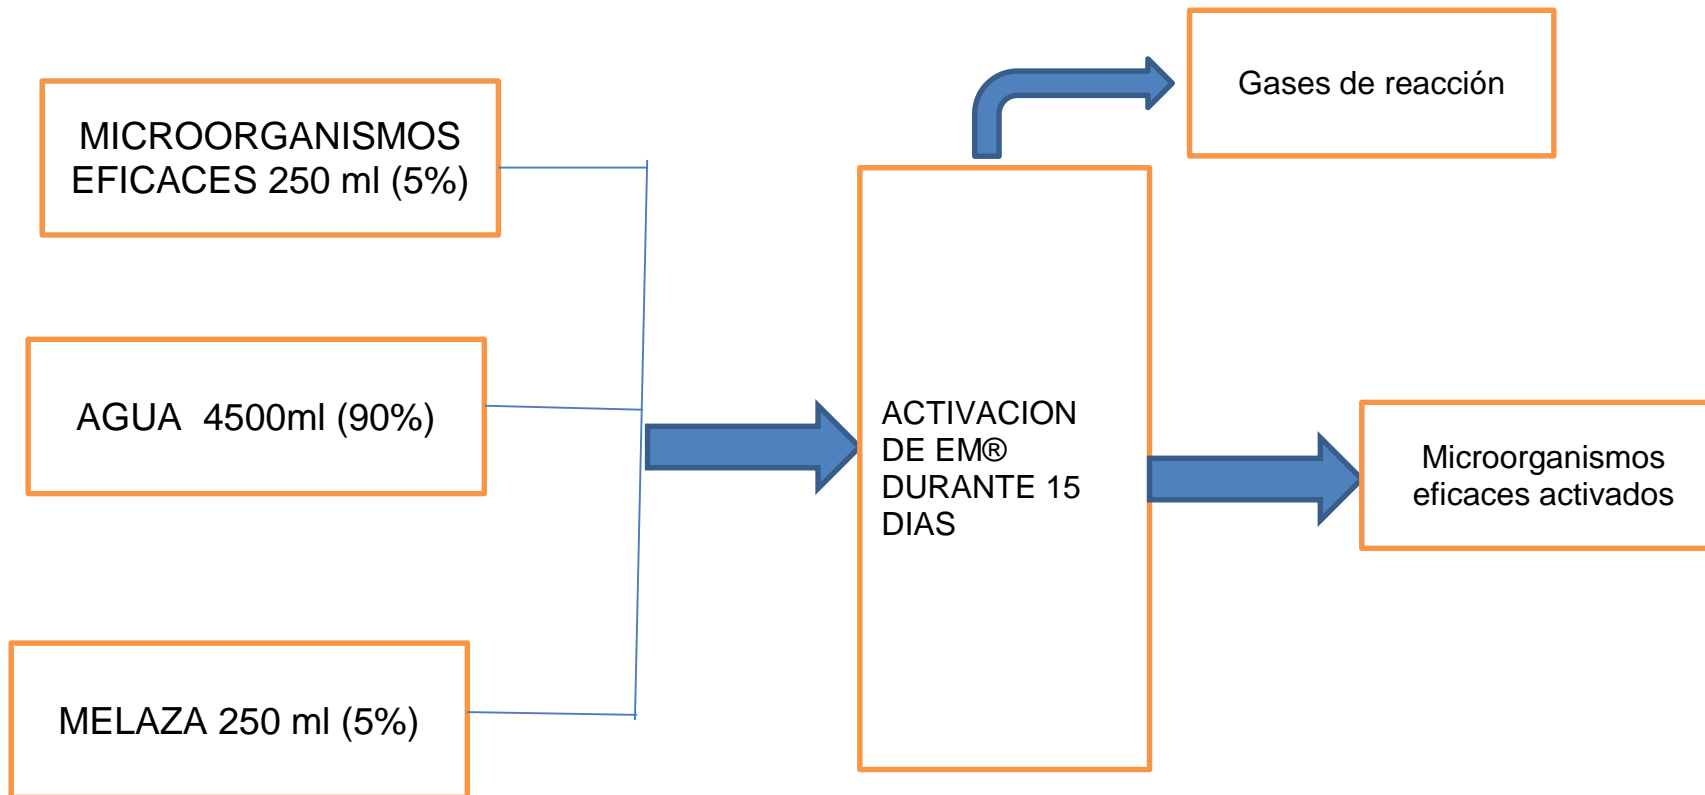 MICROORGANISMOS
EFICACES 250 ml (5%)
AGUA  4500ml (90%)
MELAZA 250 ml (5%)
ACTIVACION
DE EM®
DURANTE 15
DIAS
Gases de reacción
Microorganismos
eficaces activados